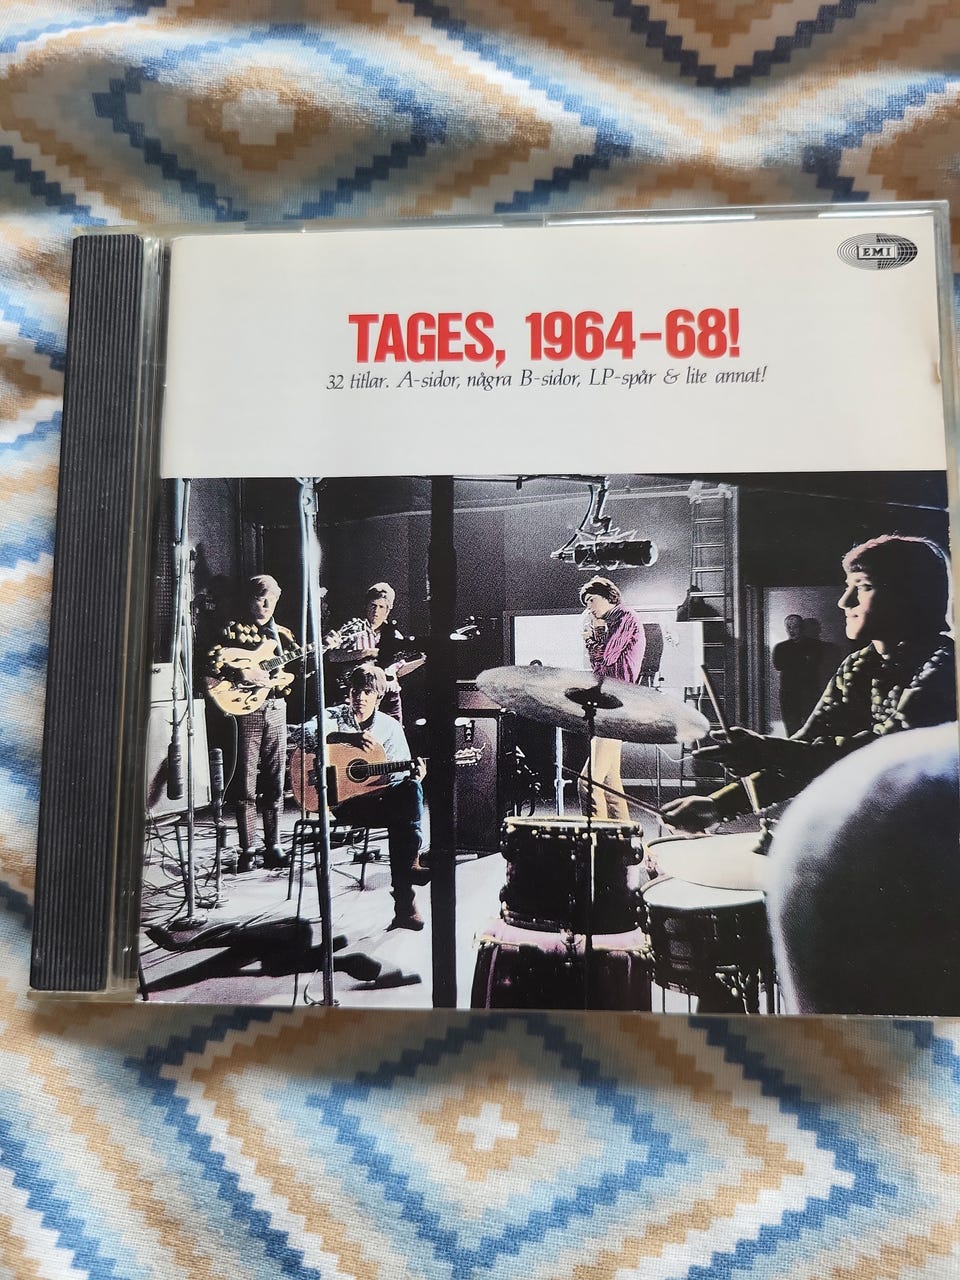 EMI
TAGES, 1964-68!
32 titlar. A-sidor, några B-sidor, LP-spår & lite annat!